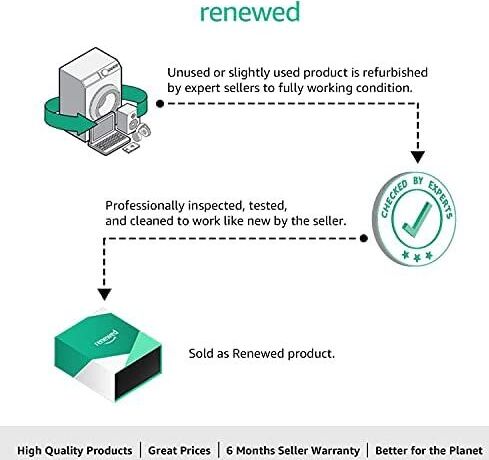 renewed
Unused or slightly used product is refurbished
by expert sellers to fully working condition.
CHECKED BY EXPERTS
Professionally inspected, tested,
and cleaned to work like new by the seller.
renewed
Sold as Renewed product.
High Quality Products | Great Prices | 6 Months Seller Warranty | Better for the Planet